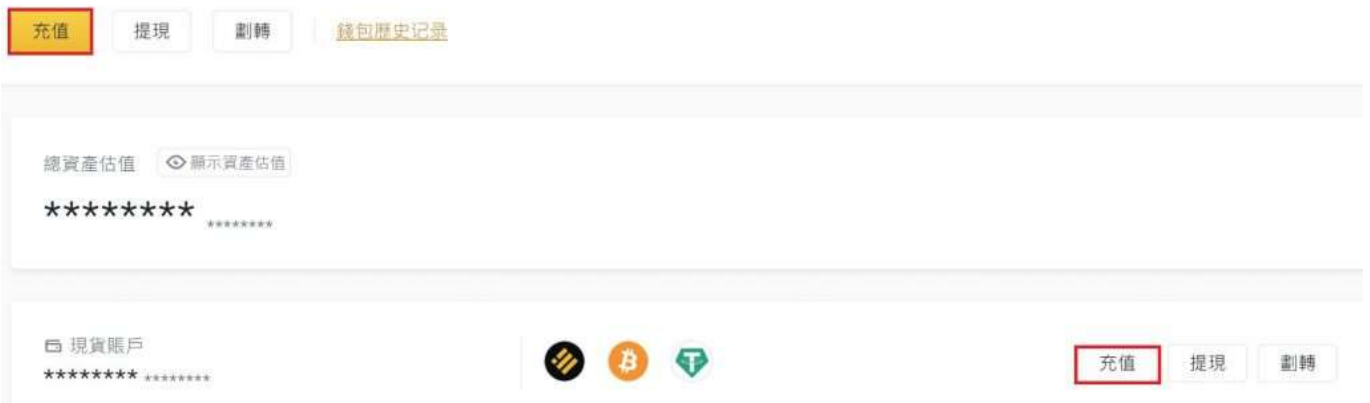 充值 提現 劃轉 錢包歷史记录
總資產估值 顯示資產估值
******** ********
現貨賬戶
******** ********
充值 提現 劃轉